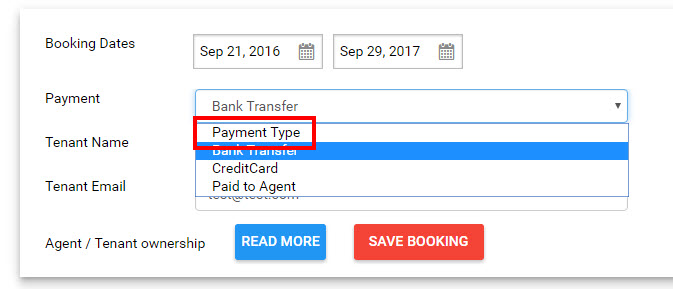 Booking Dates Sep 21, 2016 Sep 29, 2017
Payment Bank Transfer
Payment Type
Tenant Name Bank Transfer
CreditCard
Tenant Email Paid to Agent
test@test.com
Agent / Tenant ownership READ MORE SAVE BOOKING